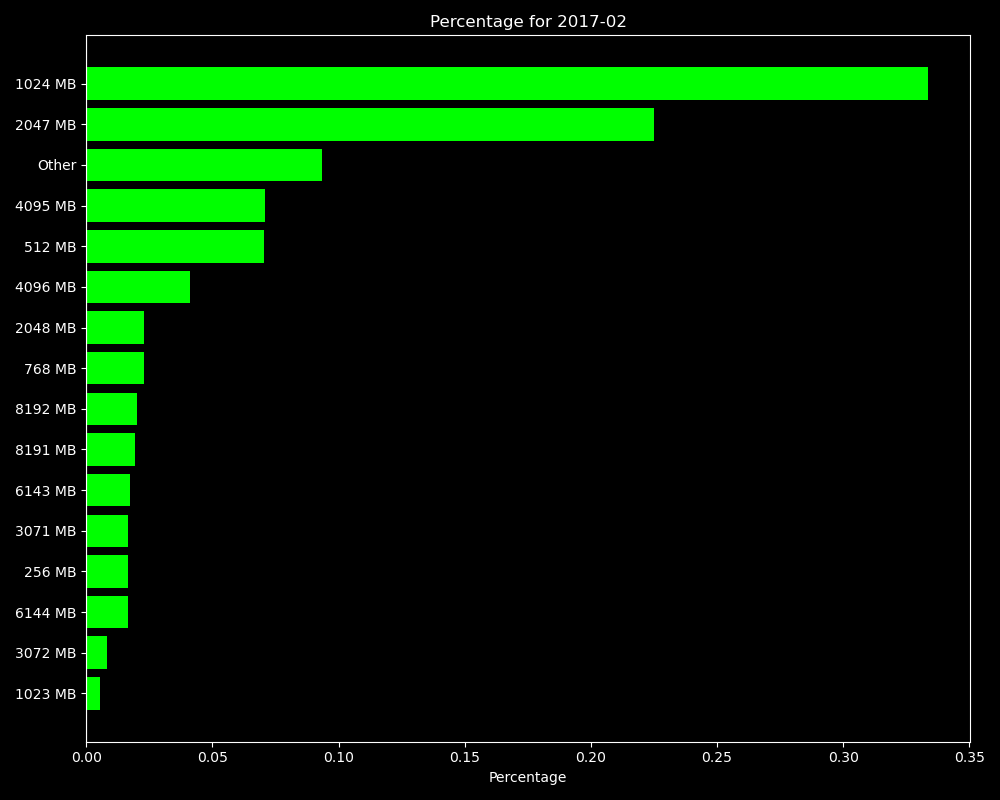 Percentage for 2017-02
1024 MB
2047 MB
Other
4095 MB
512 MB
4096 MB
2048 MB
768 MB
8192 MB
8191 MB
6143 MB
3071 MB
256 MB
6144 MB
3072 MB
1023 MB
0.00 0.05 0.10 0.15 0.20 0.25 0.30 0.35
Percentage